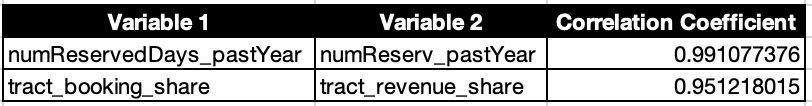 Variable 1 Variable 2 Correlation Coefficient
numReservedDays_pastYear numReserv_pastYear 0.991077376
tract_booking_share tract_revenue_share 0.951218015